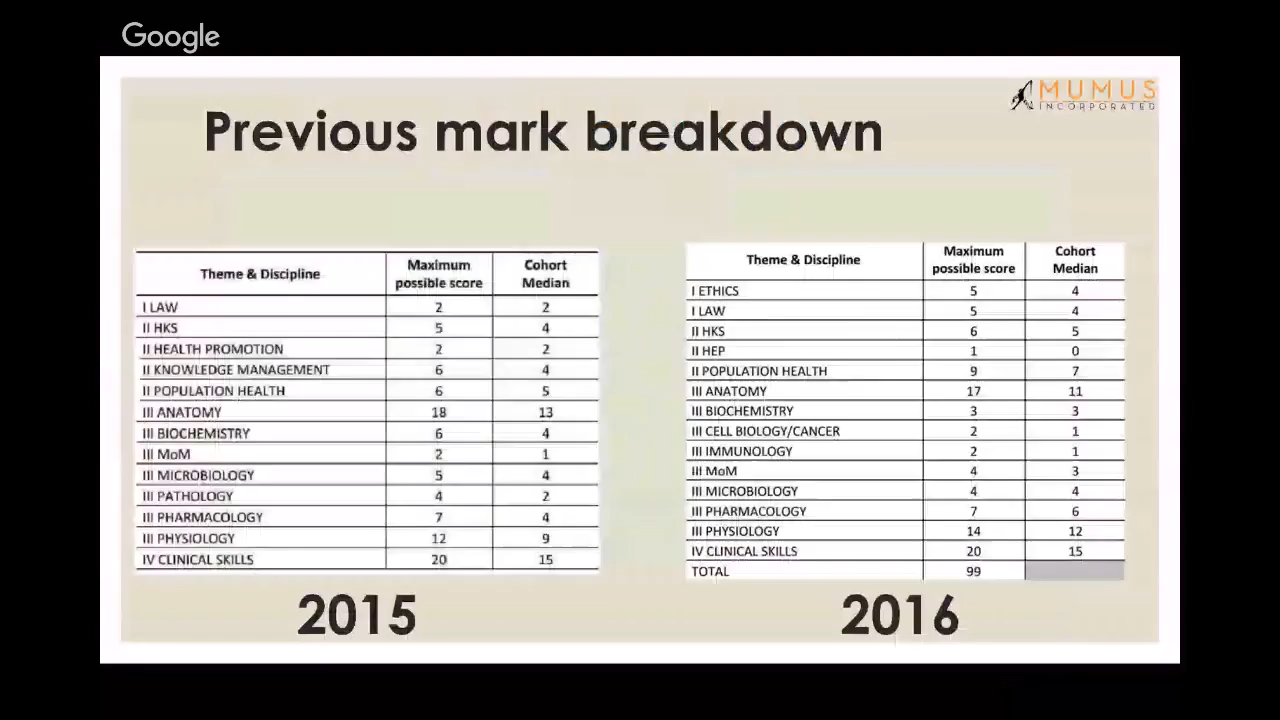 Google
MUMUS
INCORPORATED
Previous mark breakdown
Theme & Discipline Maximum possible score Cohort Median
I LAW 2 2
II HKS 5 4
II HEALTH PROMOTION 2 2
II KNOWLEDGE MANAGEMENT 6 4
II POPULATION HEALTH 6 5
III ANATOMY 18 13
III BIOCHEMISTRY 6 4
III MoM 2 1
III MICROBIOLOGY 5 4
III PATHOLOGY 4 2
III PHARMACOLOGY 7 4
III PHYSIOLOGY 12 9
IV CLINICAL SKILLS 20 15
2015
Theme & Discipline Maximum possible score Cohort Median
I ETHICS 5 4
I LAW 5 4
II HKS 6 5
II HEP 1 0
II POPULATION HEALTH 9 7
III ANATOMY 17 11
III BIOCHEMISTRY 3 3
III CELL BIOLOGY/CANCER 2 1
III IMMUNOLOGY 2 1
III MoM 4 3
III MICROBIOLOGY 4 4
III PHARMACOLOGY 7 6
III PHYSIOLOGY 14 12
IV CLINICAL SKILLS 20 15
TOTAL 99
2016